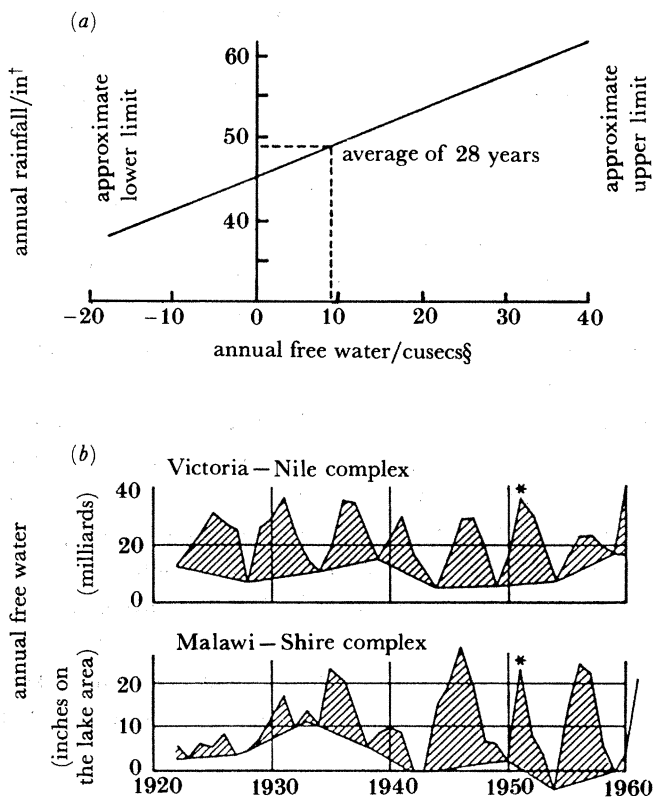 (a)
annual rainfall/in†
approximate
lower limit
60
50
40
average of 28 years
approximate
upper limit
−20 −10 0 10 20 30 40
annual free water/cusecs§
(b)
annual free water
Victoria – Nile complex
(milliards)
40
20
0
*
Malawi – Shire complex
(inches on
the lake area)
20
10
0
*
1920 1930 1940 1950 1960